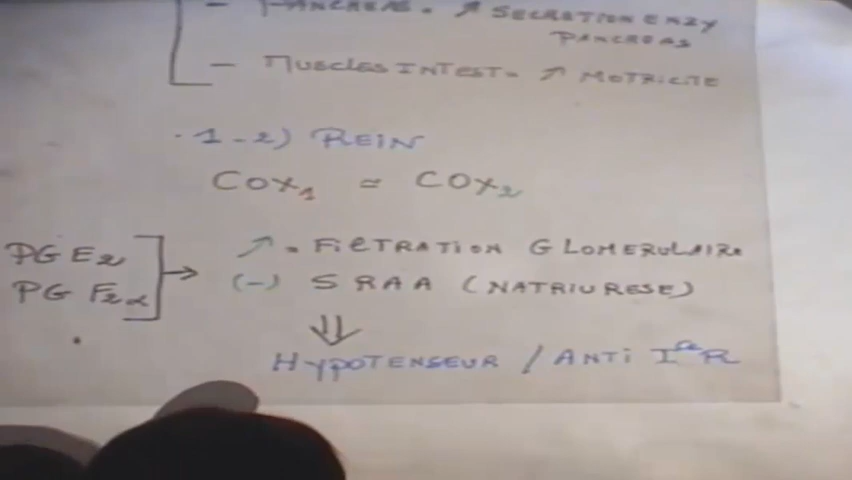 - PANCREAS. ↗ SECRETION ENZY PANCREAS
- MUSCLES INTEST. ↗ MOTRICITE
.1-2) REIN
COX1 = COX2
PGE2
PGF2α
→
↗. FILTRATION GLOMERULAIRE
(-) SRAA (NATRIURESE)
⇓
HYPOTENSEUR / ANTI Ice R